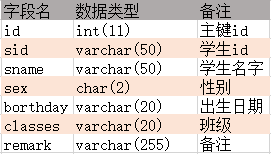 字段名 数据类型 备注
id int(11) 主键id
sid varchar(50) 学生id
sname varchar(50) 学生名字
sex char(2) 性别
borthday varchar(20) 出生日期
classes varchar(20) 班级
remark varchar(255) 备注